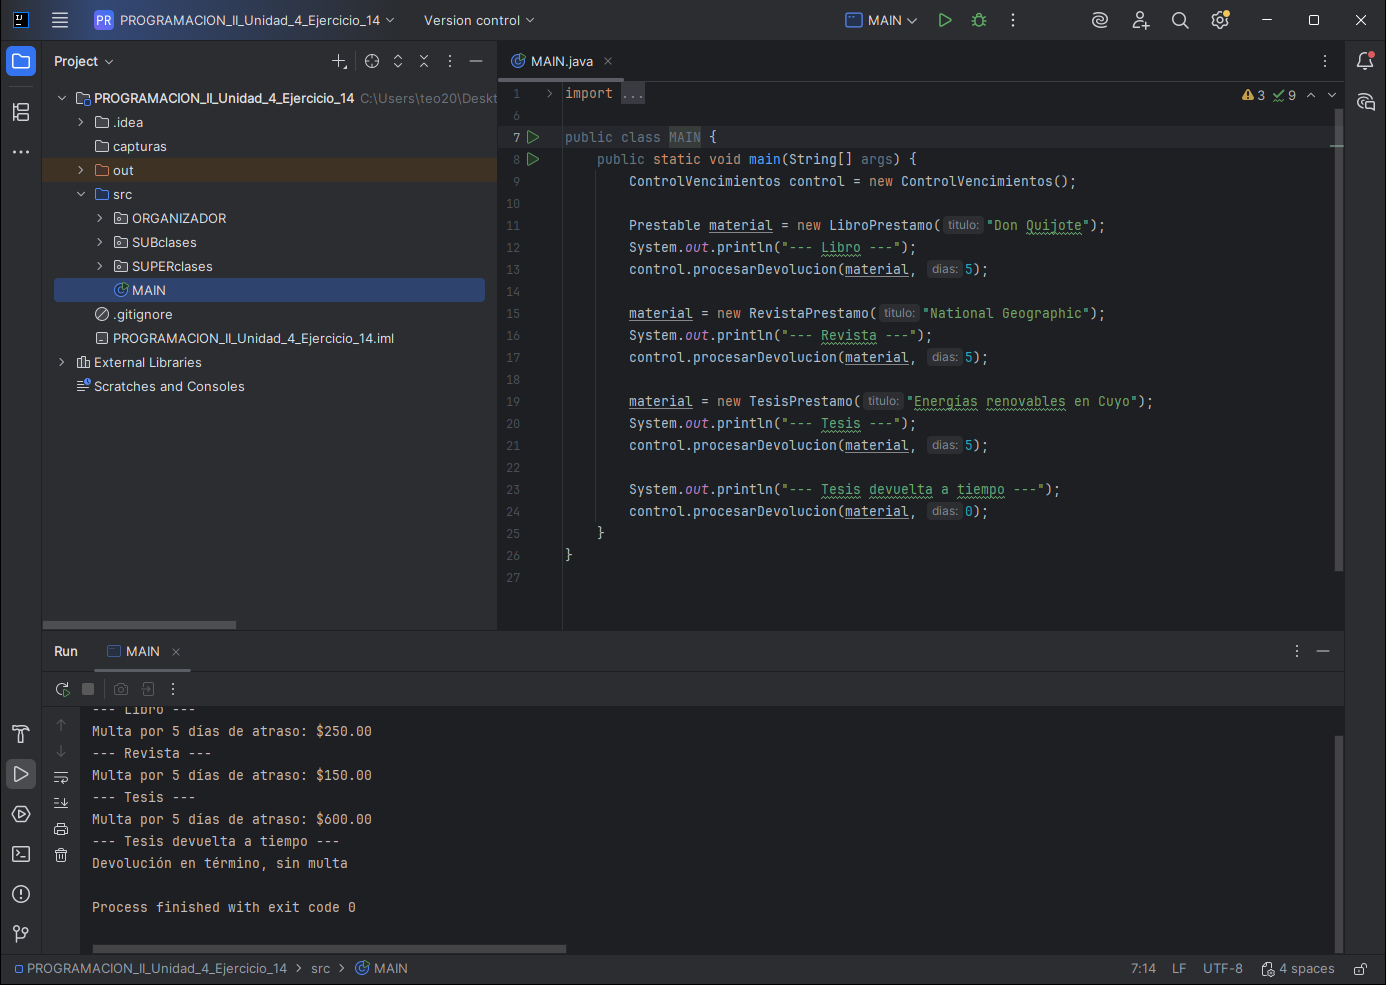 PR PROGRAMACION_II_Unidad_4_Ejercicio_14 Version control MAIN
Project
PROGRAMACION_II_Unidad_4_Ejercicio_14 C:\Users\teo20\Deskt
.idea
capturas
out
src
ORGANIZADOR
SUBclases
SUPERclases
MAIN
.gitignore
PROGRAMACION_II_Unidad_4_Ejercicio_14.iml
External Libraries
Scratches and Consoles
MAIN.java
3 9
1 import ...
6
7 public class MAIN {
8 public static void main(String[] args) {
9 ControlVencimientos control = new ControlVencimientos();
10
11 Prestable material = new LibroPrestamo( titulo: "Don Quijote");
12 System.out.println("--- Libro ---");
13 control.procesarDevolucion(material, dias: 5);
14
15 material = new RevistaPrestamo( titulo: "National Geographic");
16 System.out.println("--- Revista ---");
17 control.procesarDevolucion(material, dias: 5);
18
19 material = new TesisPrestamo( titulo: "Energías renovables en Cuyo");
20 System.out.println("--- Tesis ---");
21 control.procesarDevolucion(material, dias: 5);
22
23 System.out.println("--- Tesis devuelta a tiempo ---");
24 control.procesarDevolucion(material, dias: 0);
25 }
26 }
27
Run MAIN
--- Libro ---
Multa por 5 días de atraso: $250.00
--- Revista ---
Multa por 5 días de atraso: $150.00
--- Tesis ---
Multa por 5 días de atraso: $600.00
--- Tesis devuelta a tiempo ---
Devolución en término, sin multa
Process finished with exit code 0
PROGRAMACION_II_Unidad_4_Ejercicio_14 src MAIN 7:14 LF UTF-8 4 spaces